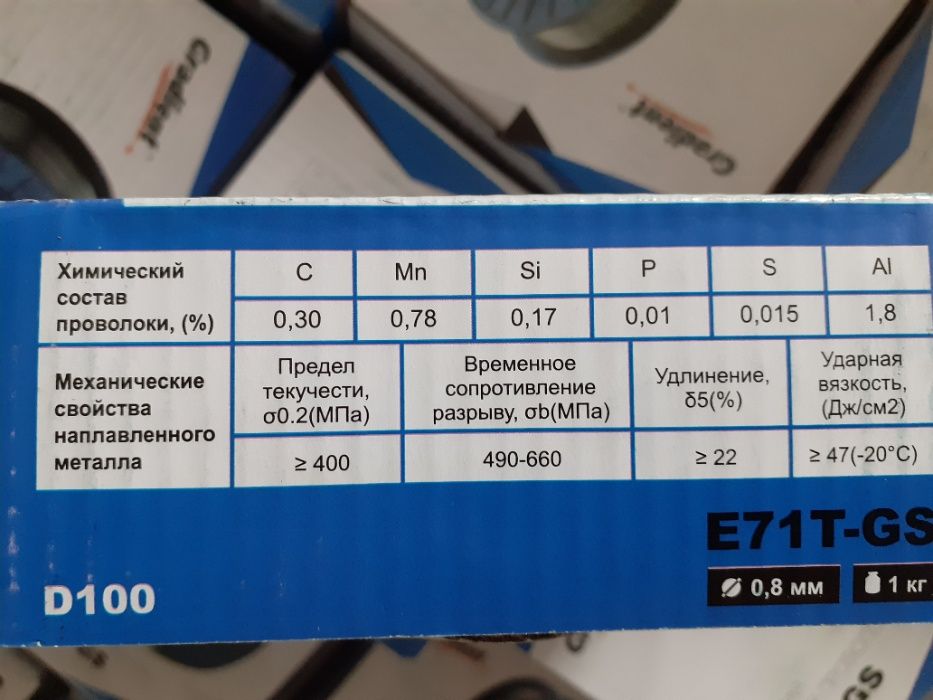 Cradicat
Cradicat
Химический
состав
проволоки, (%)
C Mn Si P S Al
0,30 0,78 0,17 0,01 0,015 1,8
Механические
свойства
наплавленного
металла
Предел
текучести,
σ0.2(МПа)
Временное
сопротивление
разрыву, σb(МПа)
Удлинение,
δ5(%)
Ударная
вязкость,
(Дж/см2)
≥ 400 490-660 ≥ 22 ≥ 47(-20°C)
E71T-GS
0,8 мм 1 кг
D100